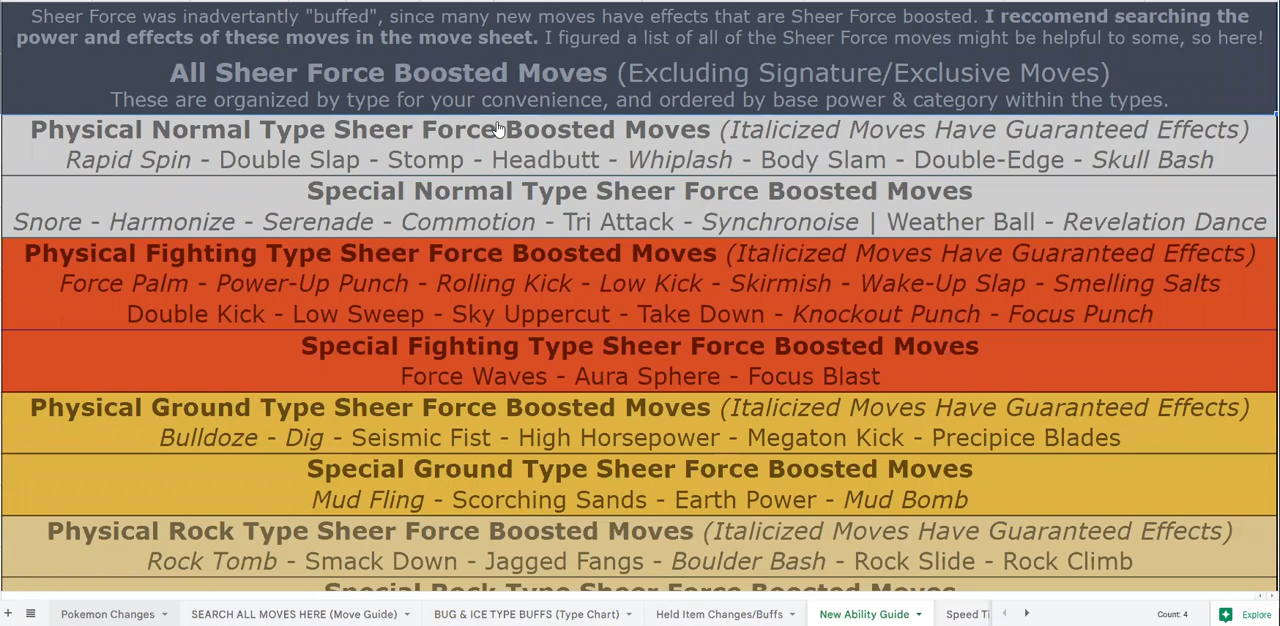 Sheer Force was inadvertantly "buffed", since many new moves have effects that are Sheer Force boosted. I reccomend searching the
power and effects of these moves in the move sheet. I figured a list of all of the Sheer Force moves might be helpful to some, so here!
All Sheer Force Boosted Moves (Excluding Signature/Exclusive Moves)
These are organized by type for your convenience, and ordered by base power & category within the types.
Physical Normal Type Sheer Force Boosted Moves (Italicized Moves Have Guaranteed Effects)
Rapid Spin - Double Slap - Stomp - Headbutt - Whiplash - Body Slam - Double-Edge - Skull Bash
Special Normal Type Sheer Force Boosted Moves
Snore - Harmonize - Serenade - Commotion - Tri Attack - Synchronoise | Weather Ball - Revelation Dance
Physical Fighting Type Sheer Force Boosted Moves (Italicized Moves Have Guaranteed Effects)
Force Palm - Power-Up Punch - Rolling Kick - Low Kick - Skirmish - Wake-Up Slap - Smelling Salts
Double Kick - Low Sweep - Sky Uppercut - Take Down - Knockout Punch - Focus Punch
Special Fighting Type Sheer Force Boosted Moves
Force Waves - Aura Sphere - Focus Blast
Physical Ground Type Sheer Force Boosted Moves (Italicized Moves Have Guaranteed Effects)
Bulldoze - Dig - Seismic Fist - High Horsepower - Megaton Kick - Precipice Blades
Special Ground Type Sheer Force Boosted Moves
Mud Fling - Scorching Sands - Earth Power - Mud Bomb
Physical Rock Type Sheer Force Boosted Moves (Italicized Moves Have Guaranteed Effects)
Rock Tomb - Smack Down - Jagged Fangs - Boulder Bash - Rock Slide - Rock Climb
Special Rock Type Sheer Force Boosted Moves
Pokemon Changes SEARCH ALL MOVES HERE (Move Guide) BUG & ICE TYPE BUFFS (Type Chart) Held Item Changes/Buffs New Ability Guide Speed Ti Count: 4 Explore